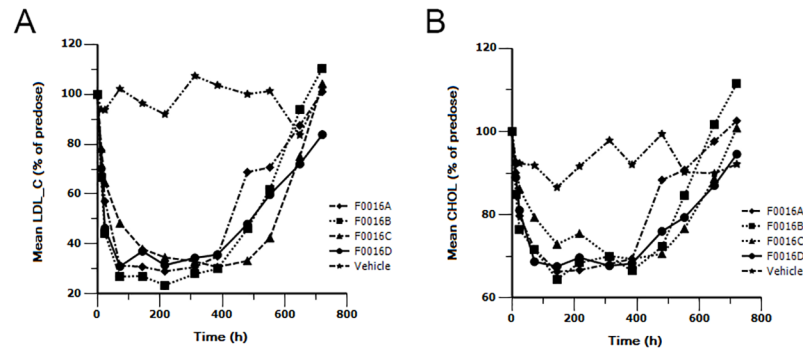 A
Mean LDL_C (% of predose)
120
100
80
60
40
20
0
200
400
600
800
Time (h)
F0016A
F0016B
F0016C
F0016D
Vehicle
B
Mean CHOL (% of predose)
120
100
80
60
0
200
400
600
800
Time (h)
F0016A
F0016B
F0016C
F0016D
Vehicle